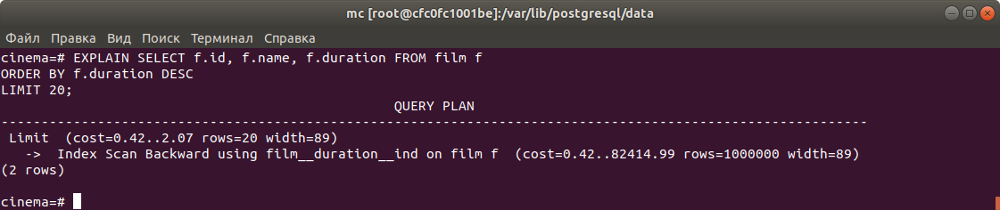 mc [root@cfc0fc1001be]:/var/lib/postgresql/data
Файл Правка Вид Поиск Терминал Справка
cinema=# EXPLAIN SELECT f.id, f.name, f.duration FROM film f
ORDER BY f.duration DESC
LIMIT 20;
QUERY PLAN
------------------------------------------------------------------------------------------------------------
Limit  (cost=0.42..2.07 rows=20 width=89)
->  Index Scan Backward using film__duration__ind on film f  (cost=0.42..82414.99 rows=1000000 width=89)
(2 rows)
cinema=#